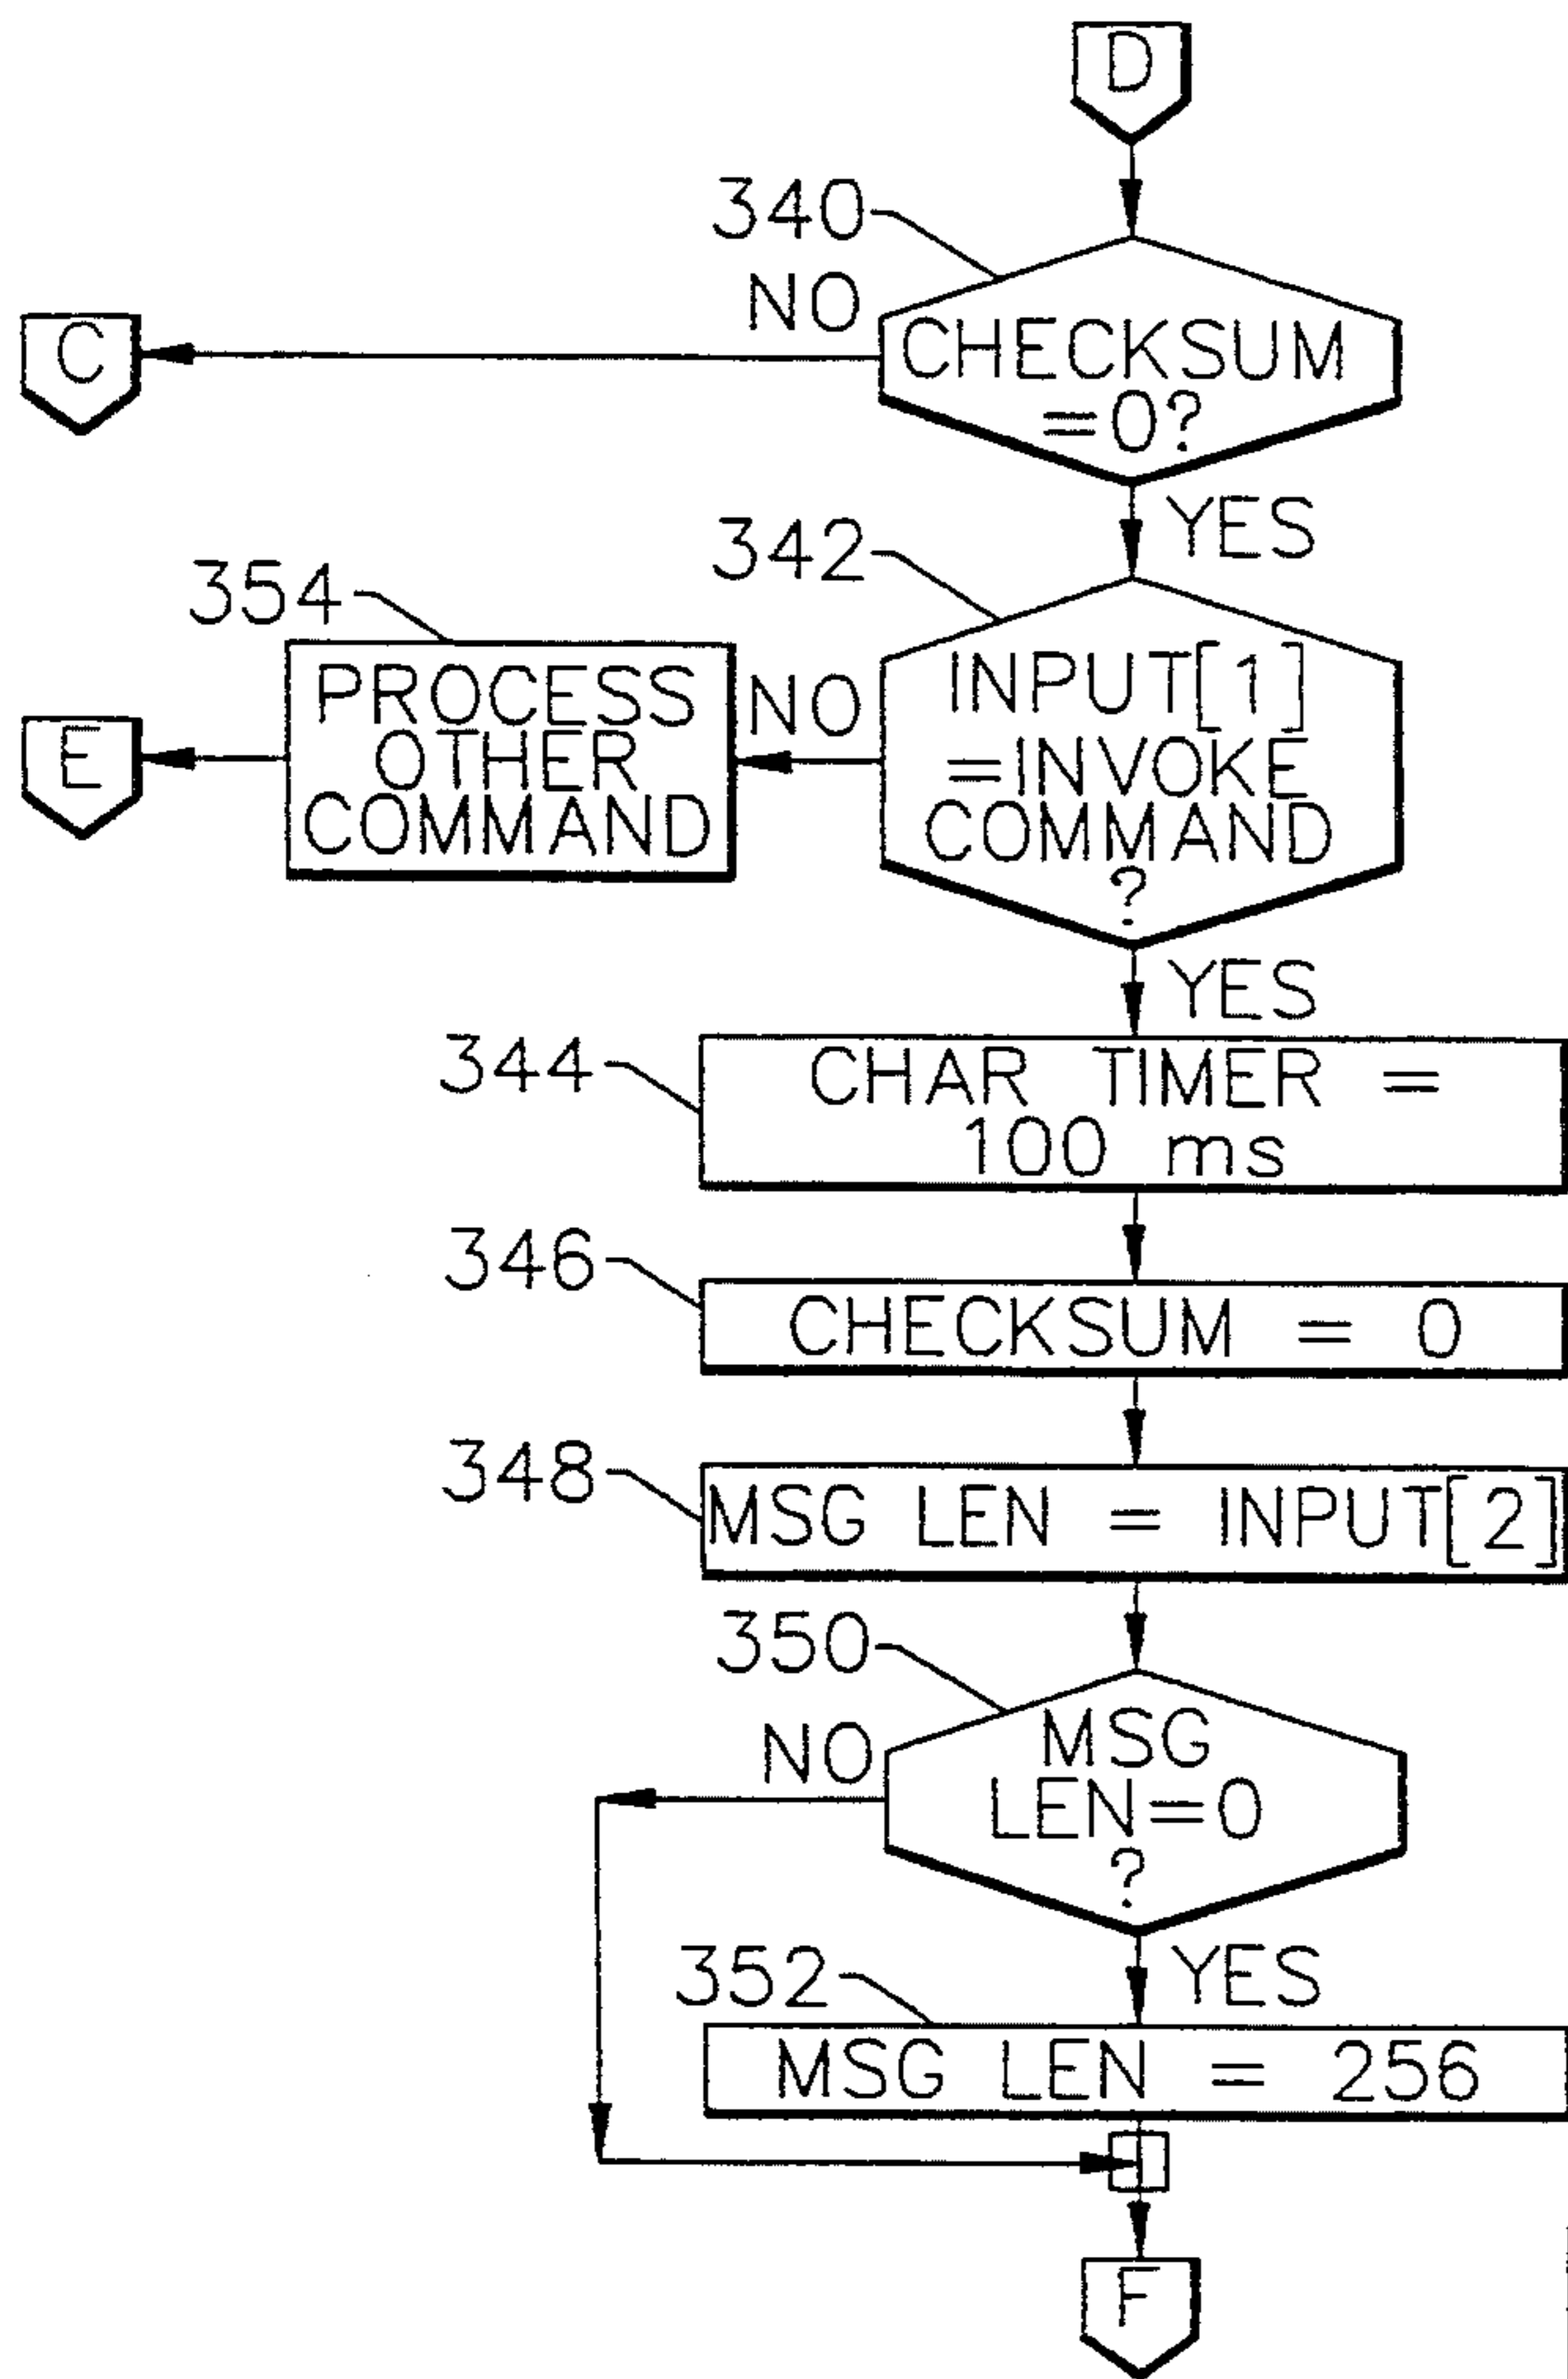 D
340
NO
CHECKSUM
=0?
C
YES
342
354
INPUT[1]
=INVOKE
COMMAND
?
NO
PROCESS
OTHER
COMMAND
E
YES
344
CHAR TIMER =
100 ms
346
CHECKSUM = 0
348
MSG LEN = INPUT[2]
350
NO
MSG
LEN=0
?
YES
352
MSG LEN = 256
F